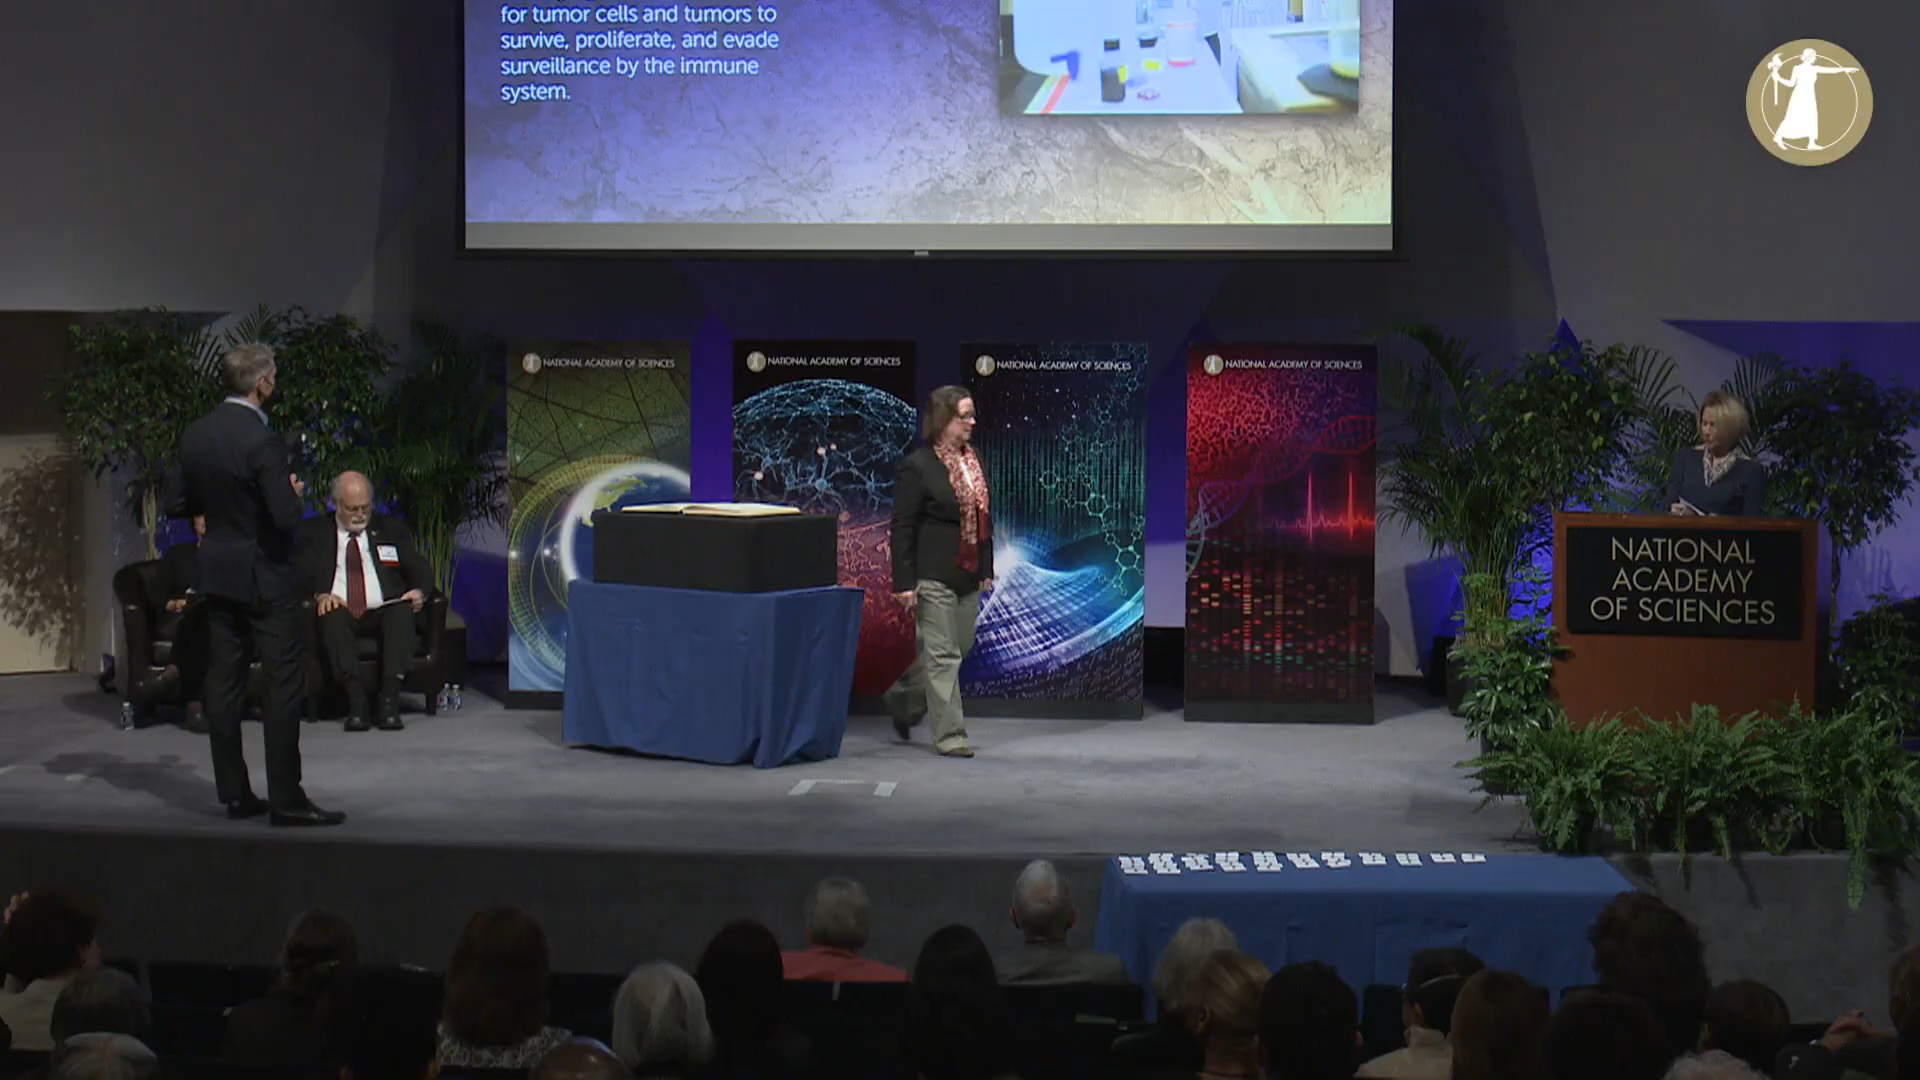 for tumor cells and tumors to
survive, proliferate, and evade
surveillance by the immune
system.
NATIONAL ACADEMY OF SCIENCES
NATIONAL ACADEMY OF SCIENCES
NATIONAL ACADEMY OF SCIENCES
NATIONAL ACADEMY OF SCIENCES
NATIONAL
ACADEMY
OF SCIENCES